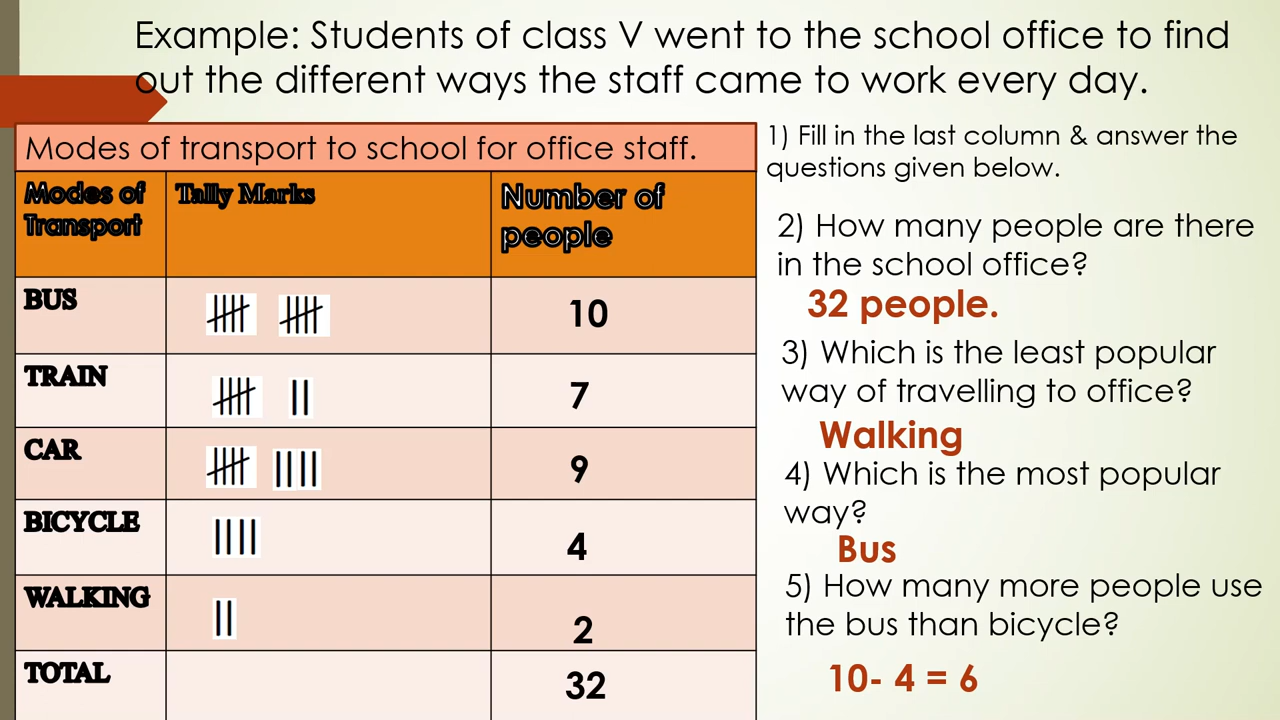 Example: Students of class V went to the school office to find
out the different ways the staff came to work every day.
Modes of transport to school for office staff.
Modes of
Transport
Tally Marks
Number of
people
BUS
10
TRAIN
7
CAR
9
BICYCLE
4
WALKING
2
TOTAL
32
1) Fill in the last column & answer the
questions given below.
2) How many people are there
in the school office?
32 people.
3) Which is the least popular
way of travelling to office?
Walking
4) Which is the most popular
way?
Bus
5) How many more people use
the bus than bicycle?
10- 4 = 6